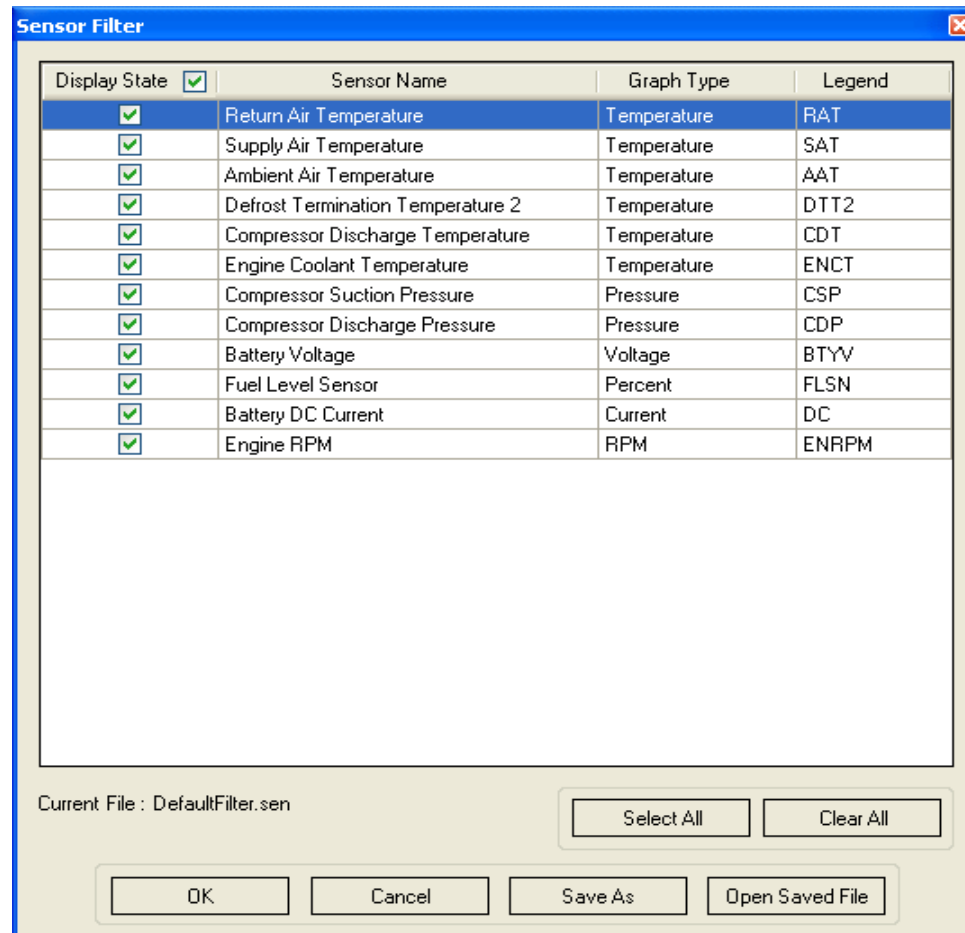 Sensor Filter
Display State Sensor Name Graph Type Legend
Return Air Temperature Temperature RAT
Supply Air Temperature Temperature SAT
Ambient Air Temperature Temperature AAT
Defrost Termination Temperature 2 Temperature DTT2
Compressor Discharge Temperature Temperature CDT
Engine Coolant Temperature Temperature ENCT
Compressor Suction Pressure Pressure CSP
Compressor Discharge Pressure Pressure CDP
Battery Voltage Voltage BTYV
Fuel Level Sensor Percent FLSN
Battery DC Current Current DC
Engine RPM RPM ENRPM
Current File : DefaultFilter.sen
Select All Clear All
OK Cancel Save As Open Saved File